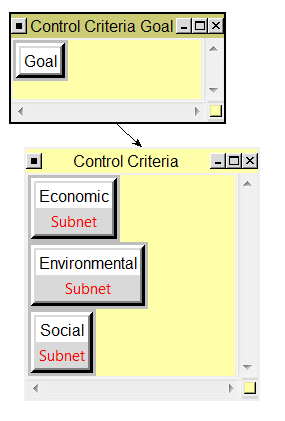 Control Criteria Goal
Goal
Control Criteria
Economic
Subnet
Environmental
Subnet
Social
Subnet